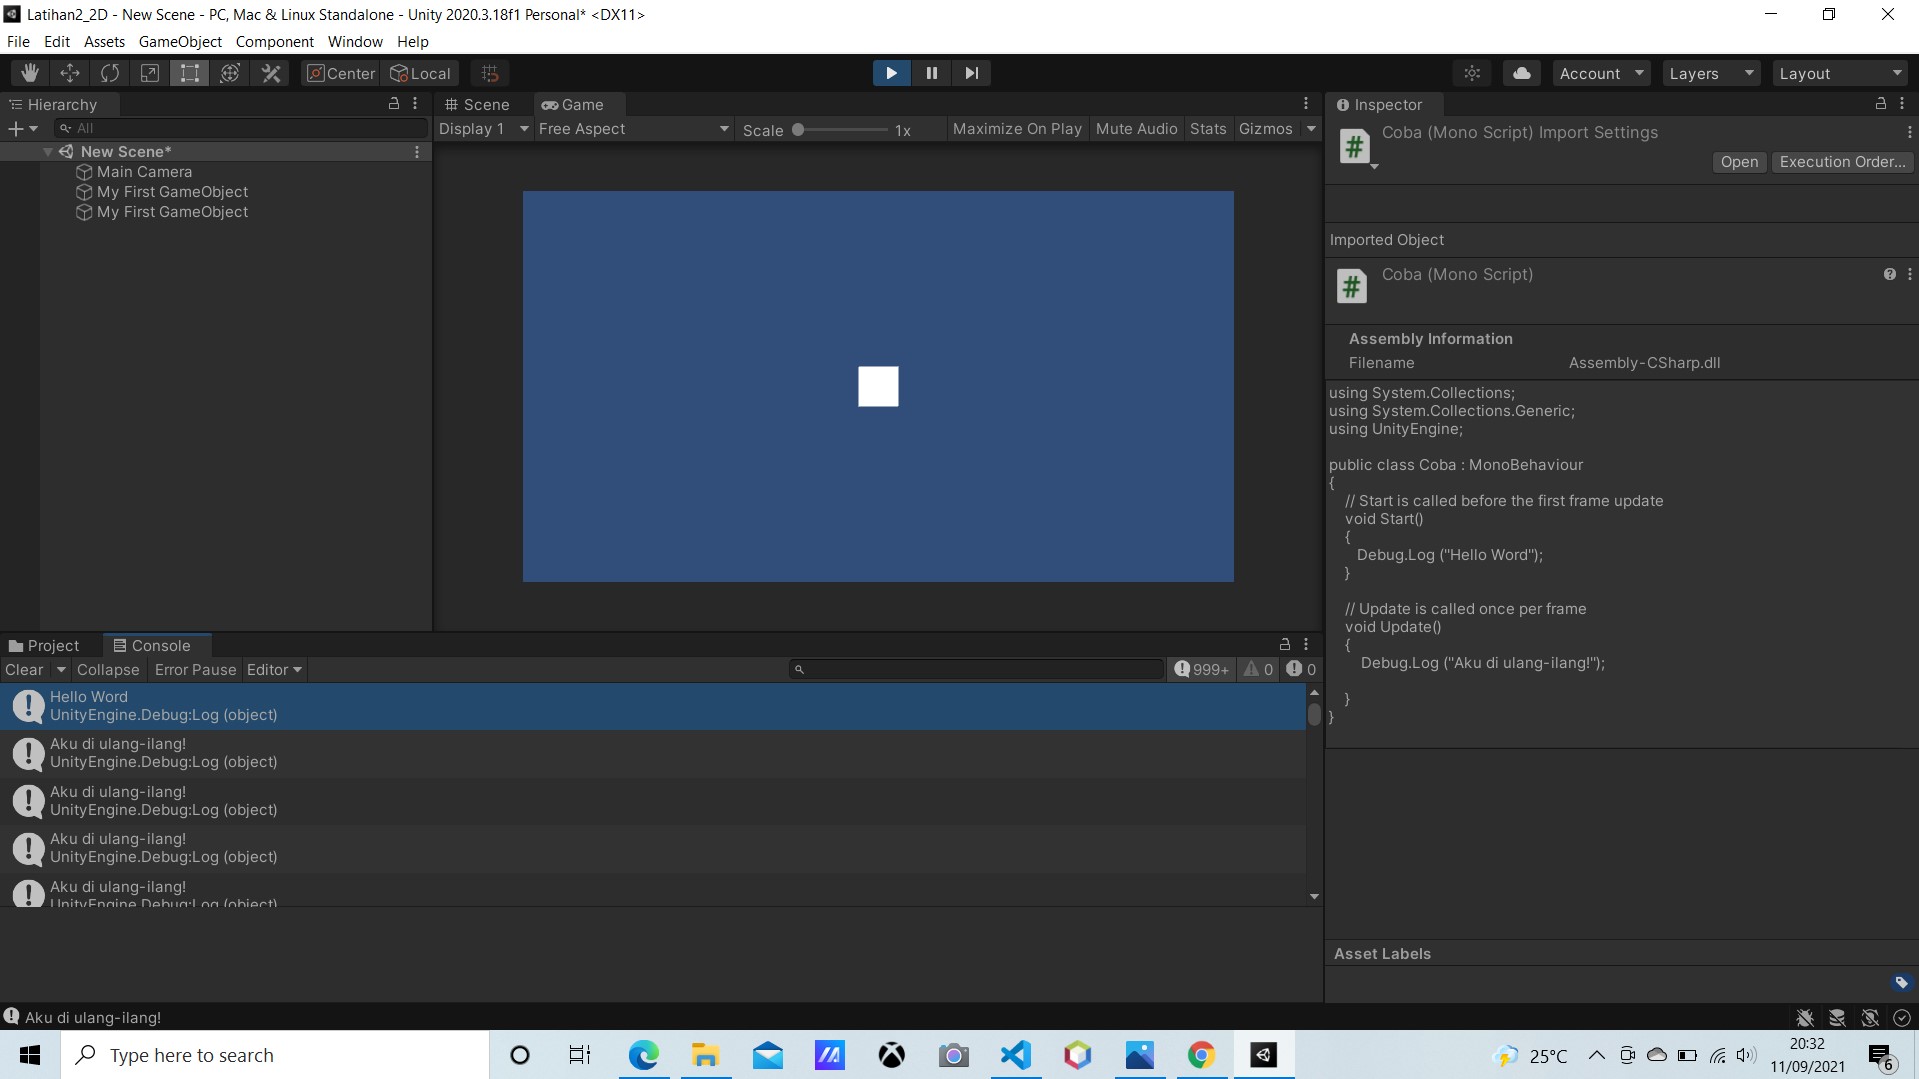 Latihan2_2D - New Scene - PC, Mac & Linux Standalone - Unity 2020.3.18f1 Personal* <DX11>
File Edit Assets GameObject Component Window Help
Center Local Account Layers Layout
Hierarchy
All
New Scene*
Main Camera
My First GameObject
My First GameObject
Scene Game
Display 1 Free Aspect Scale 1x Maximize On Play Mute Audio Stats Gizmos
Inspector
Coba (Mono Script) Import Settings
Open Execution Order...
Imported Object
Coba (Mono Script)
Assembly Information
Filename Assembly-CSharp.dll
using System.Collections;
using System.Collections.Generic;
using UnityEngine;
public class Coba : MonoBehaviour
{
// Start is called before the first frame update
void Start()
{
Debug.Log ("Hello Word");
}
// Update is called once per frame
void Update()
{
Debug.Log ("Aku di ulang-ilang!");
}
}
Asset Labels
Project Console
Clear Collapse Error Pause Editor 999+ 0 0
Hello Word
UnityEngine.Debug:Log (object)
Aku di ulang-ilang!
UnityEngine.Debug:Log (object)
Aku di ulang-ilang!
UnityEngine.Debug:Log (object)
Aku di ulang-ilang!
UnityEngine.Debug:Log (object)
Aku di ulang-ilang!
UnityEngine.Debug:Log (object)
Aku di ulang-ilang!
Type here to search
25°C
20:32
11/09/2021
6